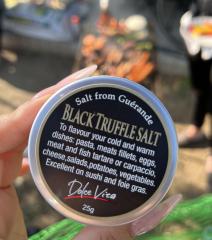 Salt from Guérande
BLACK TRUFFLE SALT
To flavour your cold and warm
dishes: pasta, meats fillets, eggs,
meat and fish tartare or carpaccio,
cheese,salads,potatoes, vegetables.
Excellent on sushi and foie gras.
Dolce Vita
25g